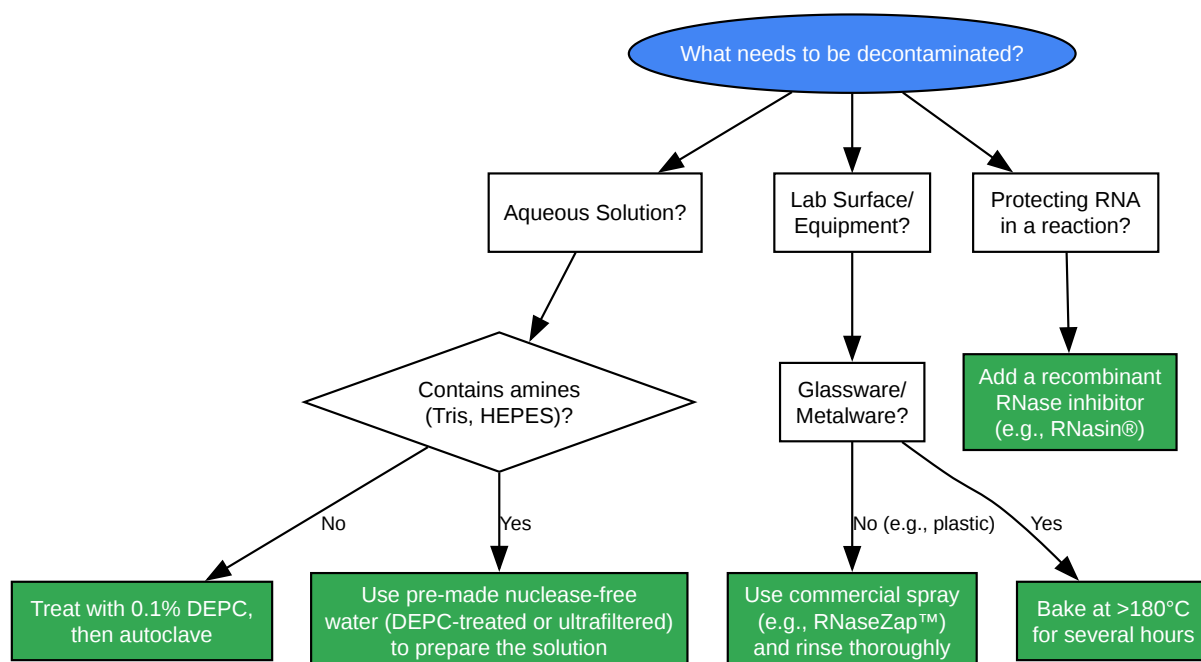 What needs to be decontaminated?
Aqueous Solution?
Lab Surface/
Equipment?
Protecting RNA
in a reaction?
Contains amines
(Tris, HEPES)?
Glassware/
Metalware?
Add a recombinant
RNase inhibitor
(e.g., RNasin®)
No
Yes
No (e.g., plastic)
Yes
Treat with 0.1% DEPC,
then autoclave
Use pre-made nuclease-free
water (DEPC-treated or ultrafiltered)
to prepare the solution
Use commercial spray
(e.g., RNaseZap™)
and rinse thoroughly
Bake at >180°C
for several hours